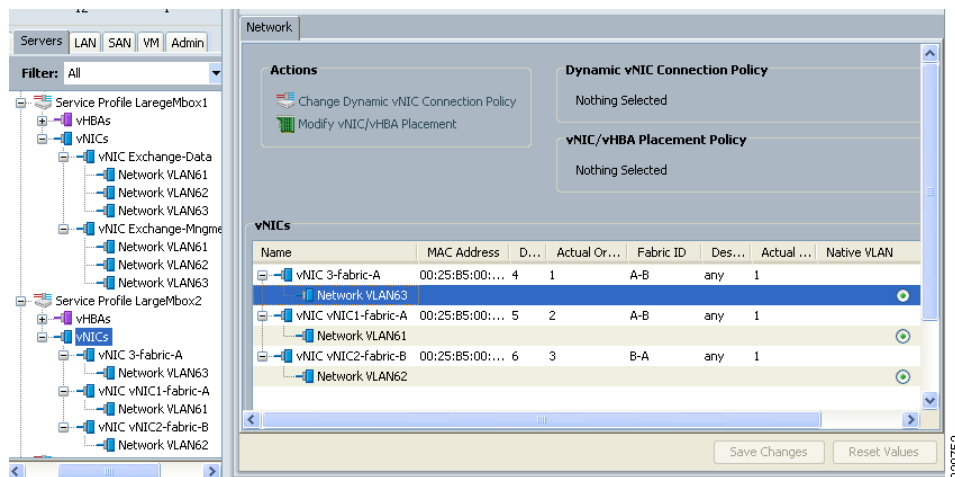 Servers LAN SAN VM Admin
Filter: All
Service Profile LaregeMbox1
vHBAs
vNICs
vNIC Exchange-Data
Network VLAN61
Network VLAN62
Network VLAN63
vNIC Exchange-Mngme
Network VLAN61
Network VLAN62
Network VLAN63
Service Profile LargeMbox2
vHBAs
vNICs
vNIC 3-fabric-A
Network VLAN63
vNIC vNIC1-fabric-A
Network VLAN61
vNIC vNIC2-fabric-B
Network VLAN62
Network
Actions
Change Dynamic vNIC Connection Policy
Modify vNIC/vHBA Placement
Dynamic vNIC Connection Policy
Nothing Selected
vNIC/vHBA Placement Policy
Nothing Selected
vNICs
Name MAC Address D... Actual Or... Fabric ID Des... Actual ... Native VLAN
vNIC 3-fabric-A 00:25:B5:00:... 4 1 A-B any 1
Network VLAN63
vNIC vNIC1-fabric-A 00:25:B5:00:... 5 2 A-B any 1
Network VLAN61
vNIC vNIC2-fabric-B 00:25:B5:00:... 6 3 B-A any 1
Network VLAN62
Save Changes Reset Values